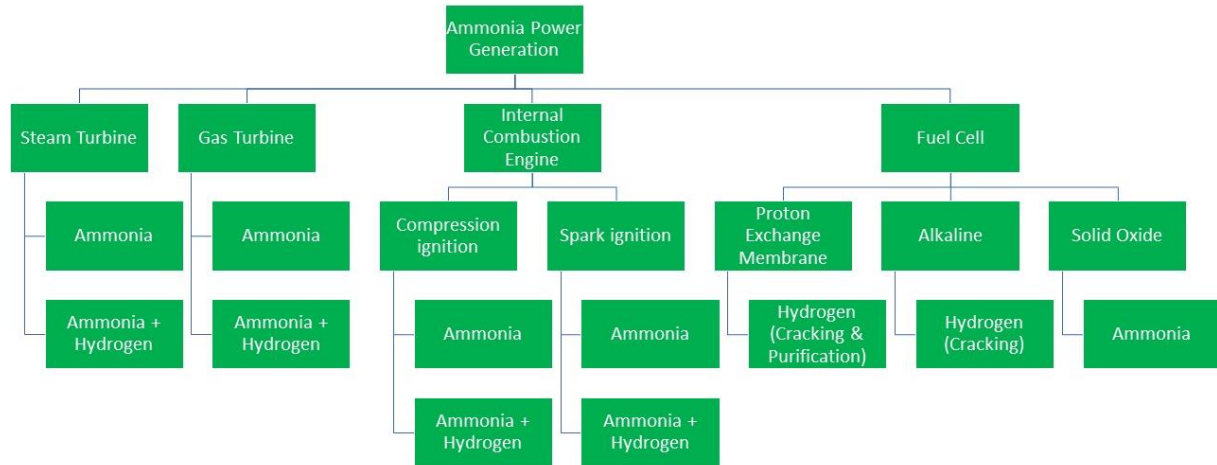 Ammonia Power
Generation
Steam Turbine
Gas Turbine
Internal
Combustion
Engine
Fuel Cell
Ammonia
Ammonia
Compression
ignition
Spark ignition
Proton
Exchange
Membrane
Alkaline
Solid Oxide
Ammonia +
Hydrogen
Ammonia +
Hydrogen
Ammonia
Ammonia
Hydrogen
(Cracking &
Purification)
Hydrogen
(Cracking)
Ammonia
Ammonia +
Hydrogen
Ammonia +
Hydrogen